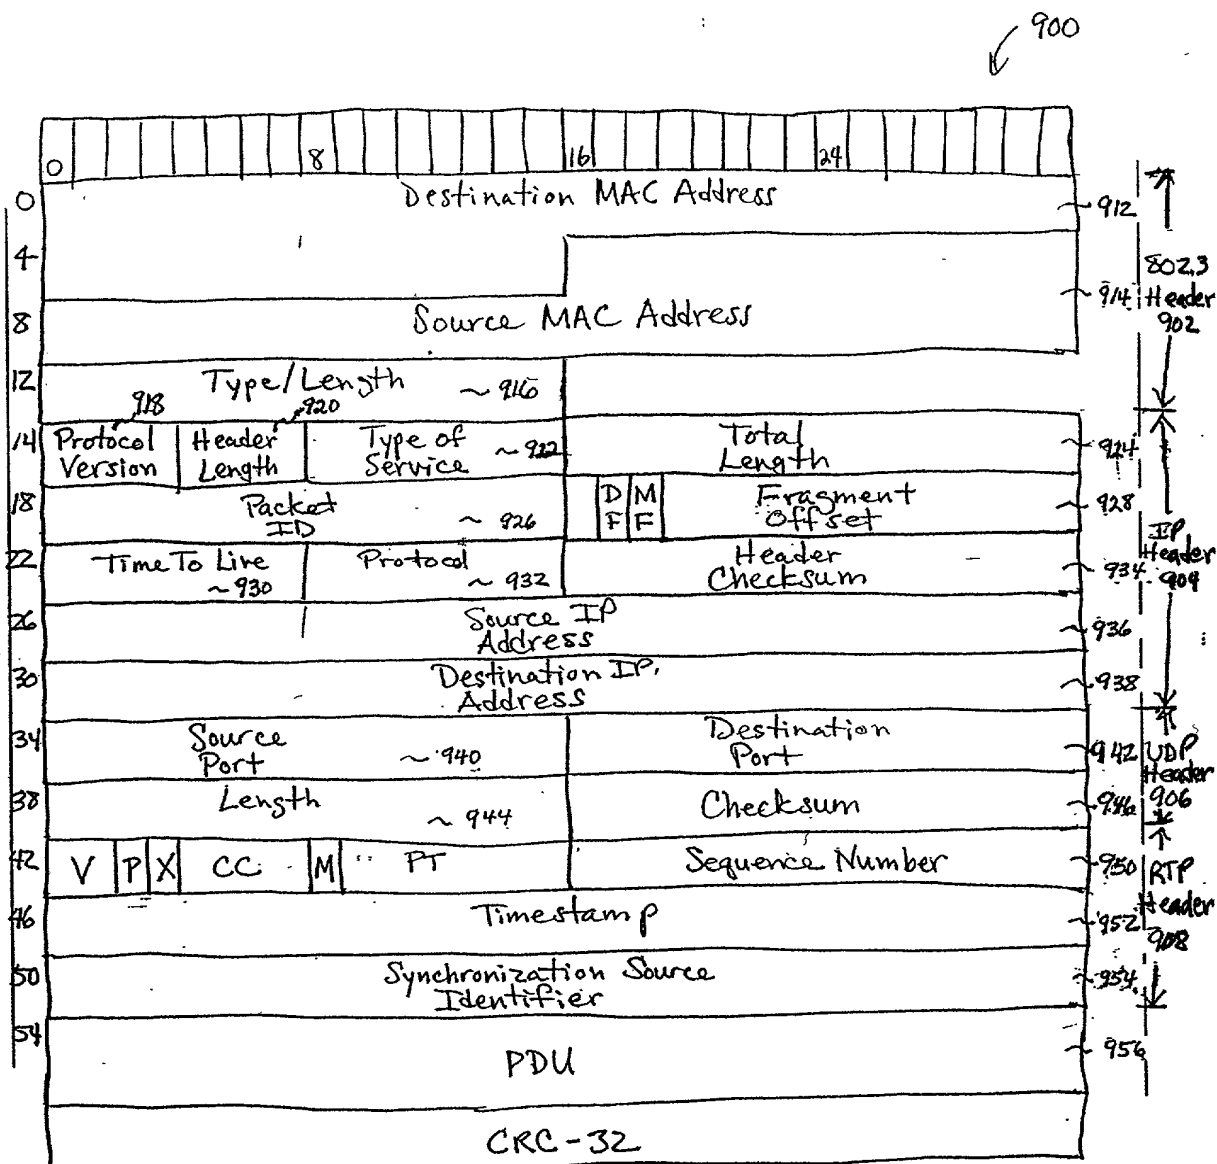 900
0 8 16 24
0 Destination MAC Address 912
4 802.3
914 Header
8 Source MAC Address 902
12 Type/Length 916
918 920
14 Protocol Header Type of 922 Total 924
Version Length Service Length
18 Packet 926 D M Fragment 928
ID F F Offset
IP
22 Time To Live Protocol Header 934 Header
930 932 Checksum 904
26 Source IP 936
Address
30 Destination IP 938
Address
34 Source 940 Destination 942 UDP
Port Port Header
38 Length 944 Checksum 946 906
42 V P X CC M PT Sequence Number 950 RTP
46 Timestamp 952 Header
908
50 Synchronization Source 954
Identifier
54
PDU 956
CRC-32